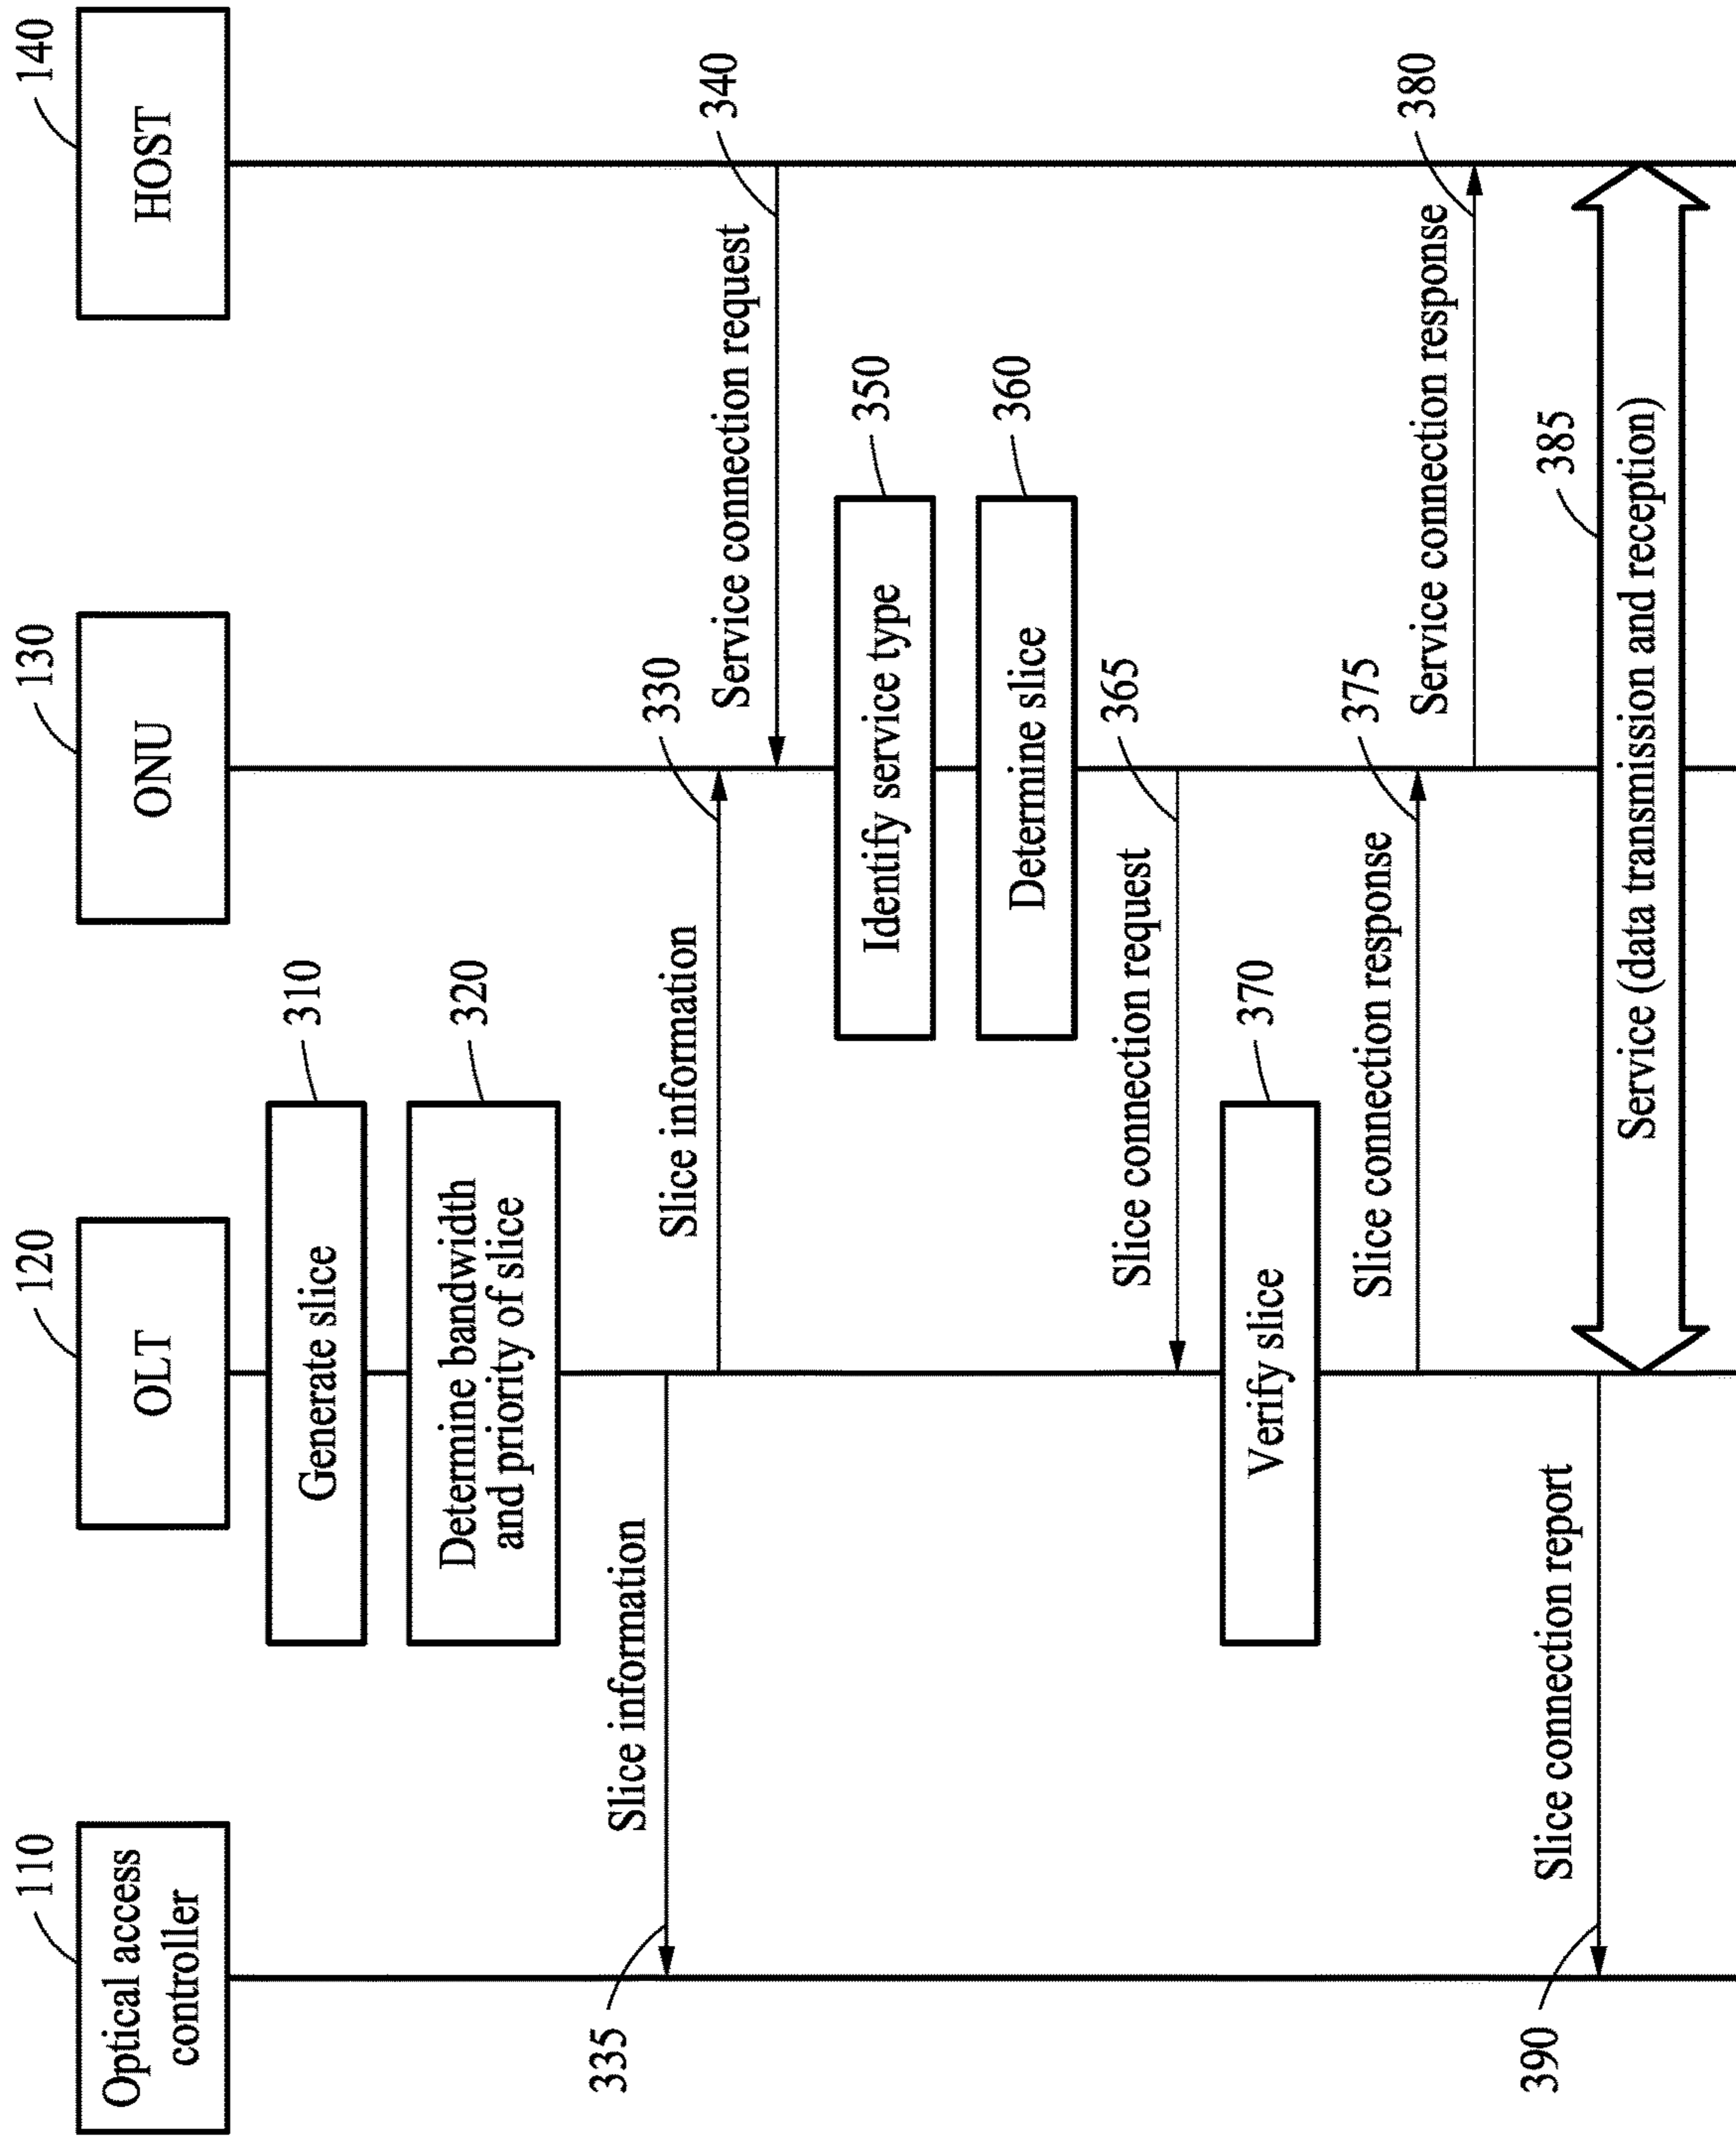 110
Optical access
controller
120
OLT
130
ONU
140
HOST
310
Generate slice
320
Determine bandwidth
and priority of slice
335
Slice information
330
Slice information
340
Service connection request
350
Identify service type
360
Determine slice
365
Slice connection request
370
Verify slice
375
Slice connection response
380
Service connection response
390
Slice connection report
385
Service (data transmission and reception)